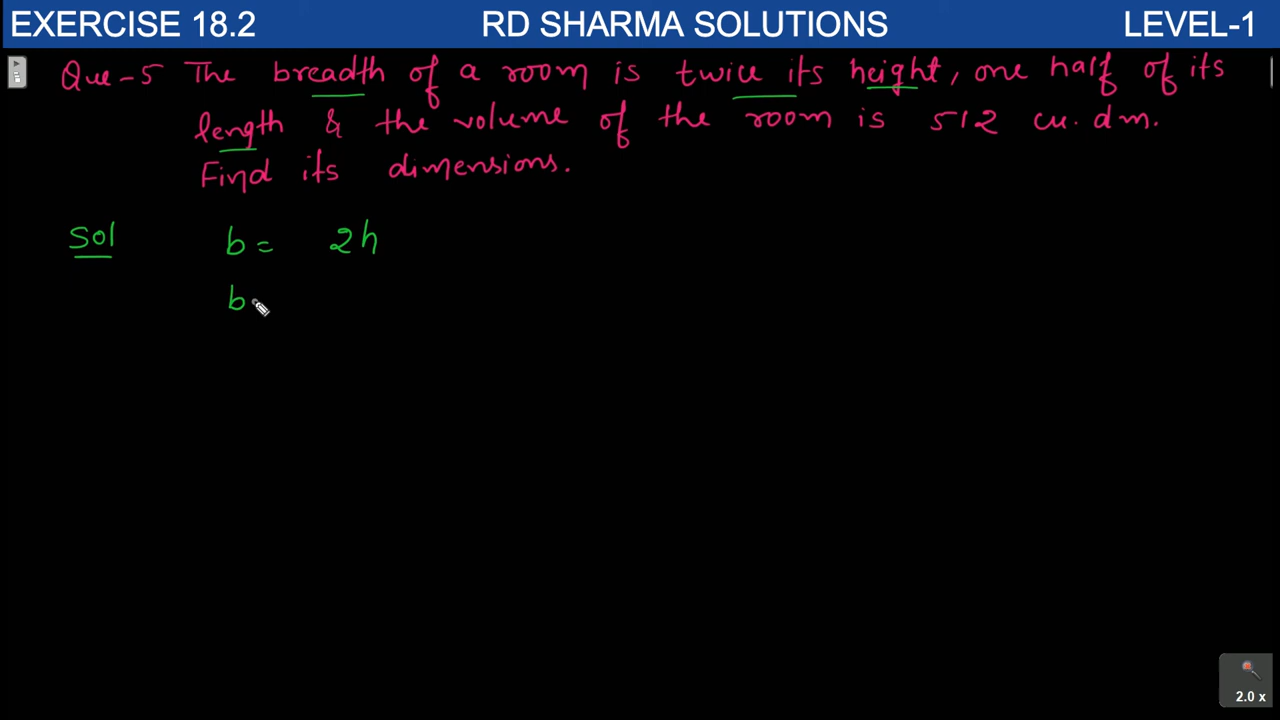 EXERCISE 18.2 RD SHARMA SOLUTIONS LEVEL-1
Que-5 The breadth of a room is twice its height, one half of its
length & the volume of the room is 512 cu. dm.
Find its dimensions.
Sol b = 2h
b
2.0 x